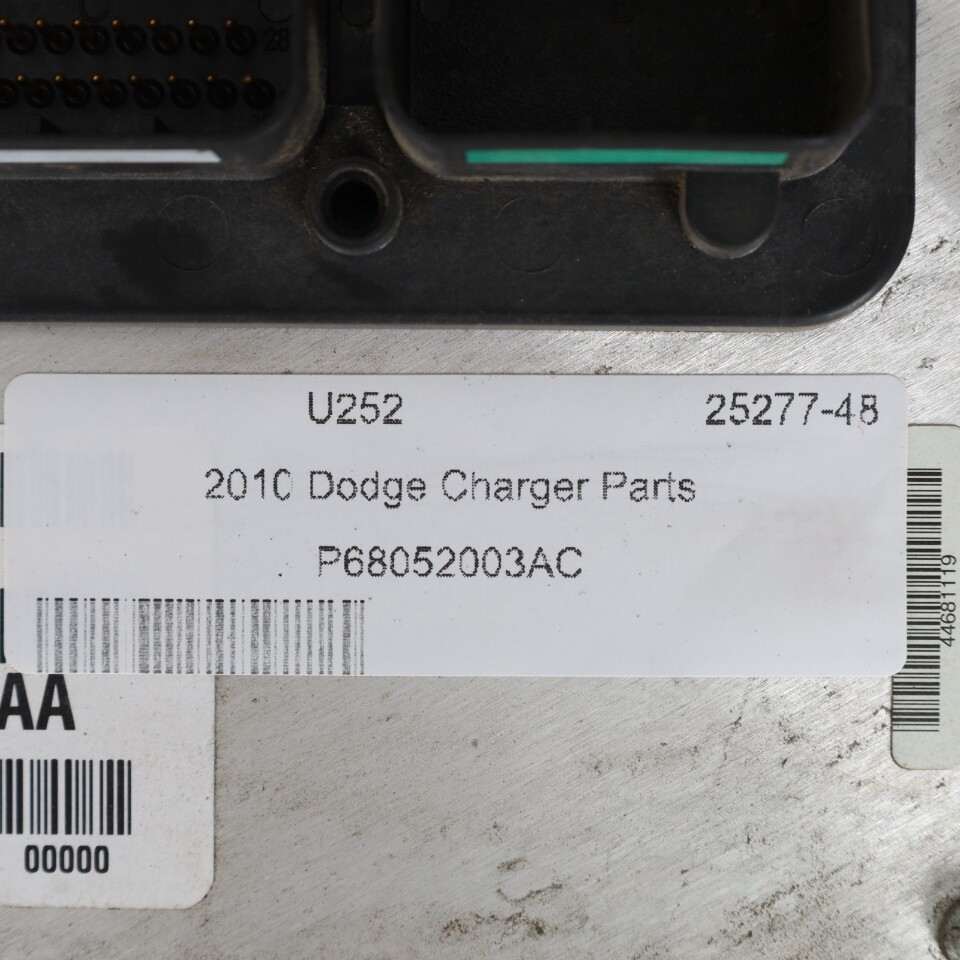 28
U252 25277-48
2010 Dodge Charger Parts
P68052003AC
44681119
AA
00000